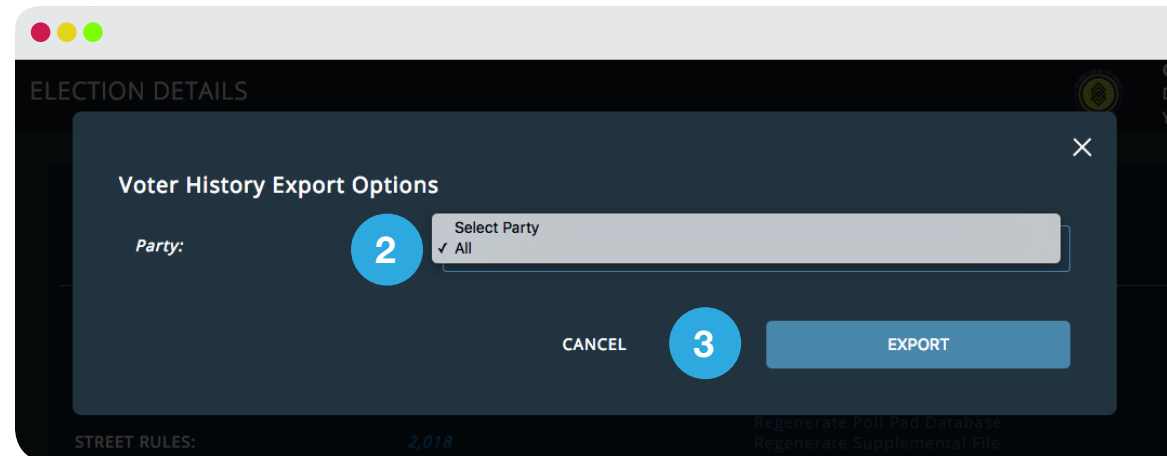 ELECTION DETAILS
Voter History Export Options
Party:
2
Select Party
✓ All
CANCEL
3
EXPORT
Regenerate Poll Pad Database
STREET RULES:
2,018
Regenerate Supplemental File